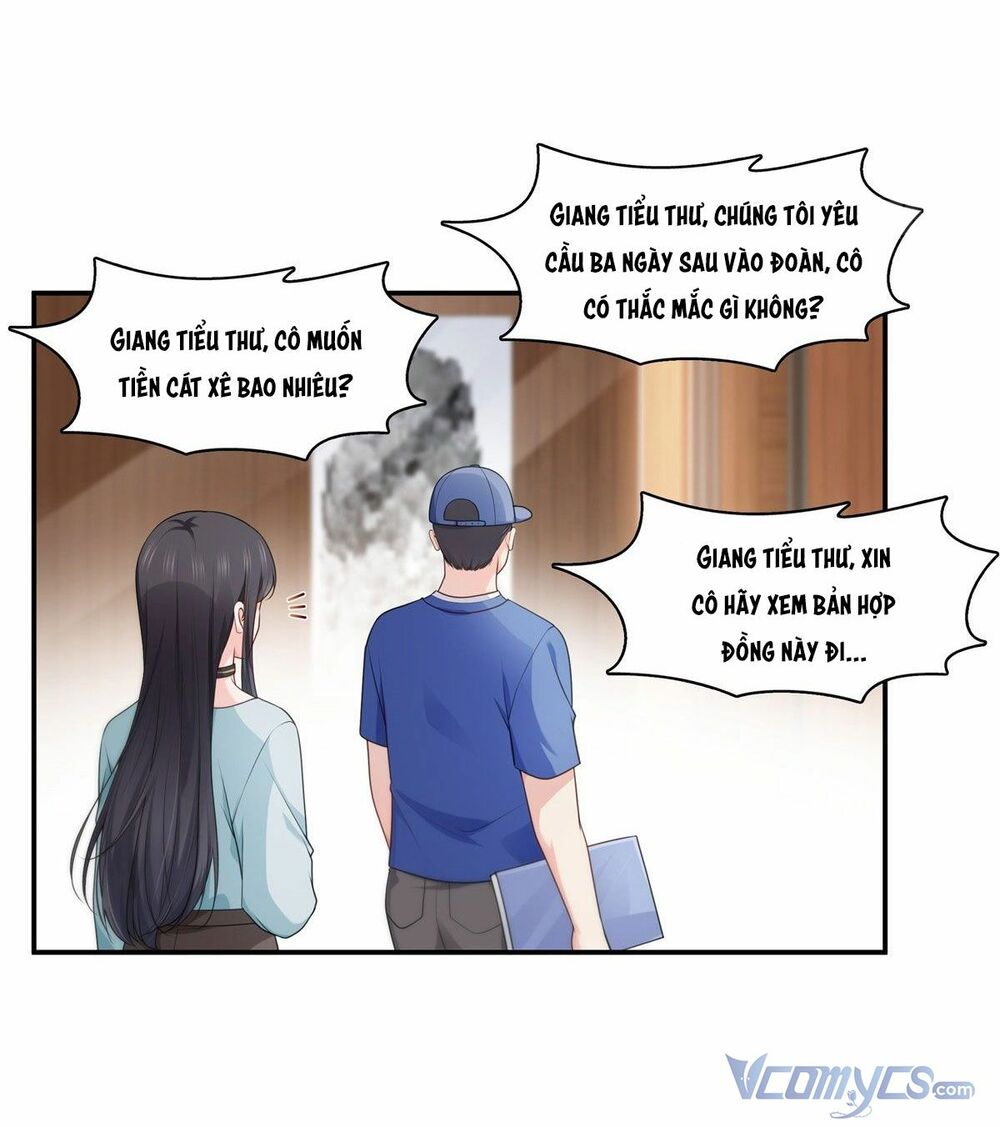 GIANG TIỂU THƯ, CHÚNG TÔI YÊU
CẦU BA NGÀY SAU VÀO ĐOÀN, CÔ
CÓ THẮC MẮC GÌ KHÔNG?
GIANG TIỂU THƯ, CÔ MUỐN
TIỀN CÁT XÊ BAO NHIÊU?
GIANG TIỂU THƯ, XIN
CÔ HÃY XEM BẢN HỢP
ĐỒNG NÀY ĐI...
VCOMYCS.com